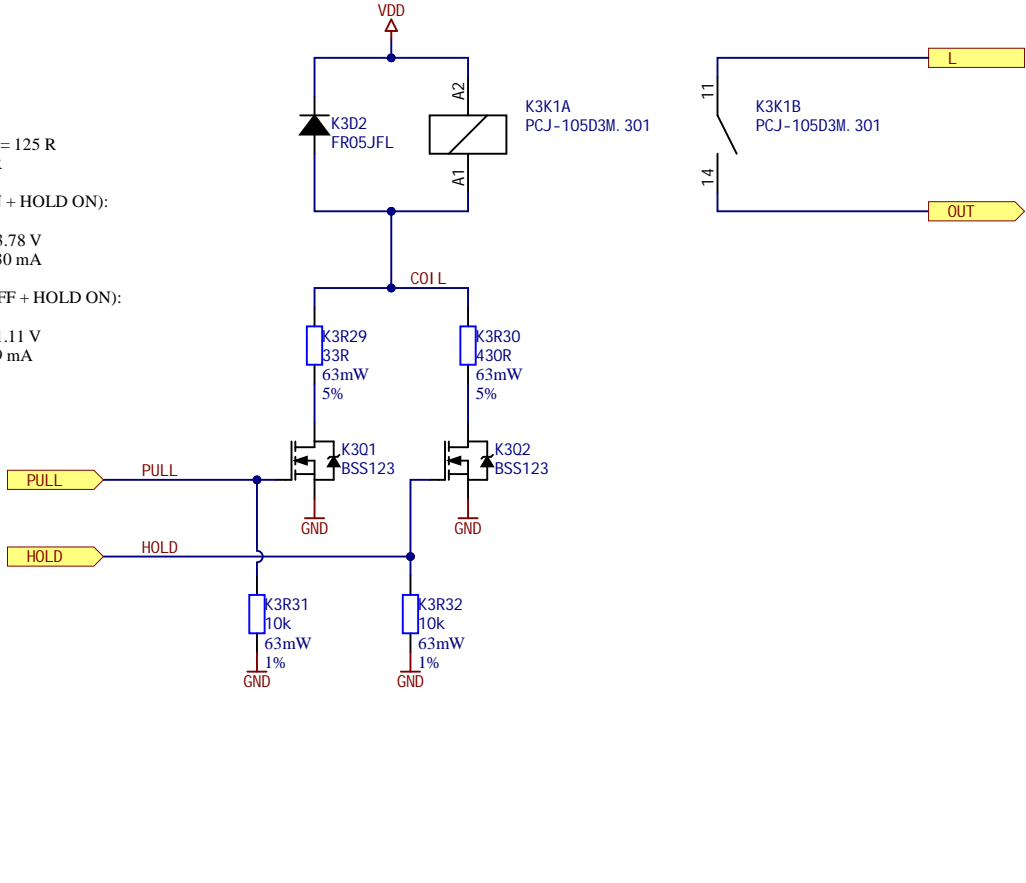 VDD
L
A2
11
K3K1A
PCJ-105D3M.301
K3K1B
PCJ-105D3M.301
K3D2
FR05JFL
= 125 R
+ HOLD ON):
A1
14
OUT
3.78 V
30 mA
COIL
FF + HOLD ON):
1.11 V
mA
K3R29
33R
63mW
5%
K3R30
430R
63mW
5%
K3Q1
BSS123
K3Q2
BSS123
PULL
PULL
GND
GND
HOLD
HOLD
K3R31
10k
63mW
1%
K3R32
10k
63mW
1%
GND
GND